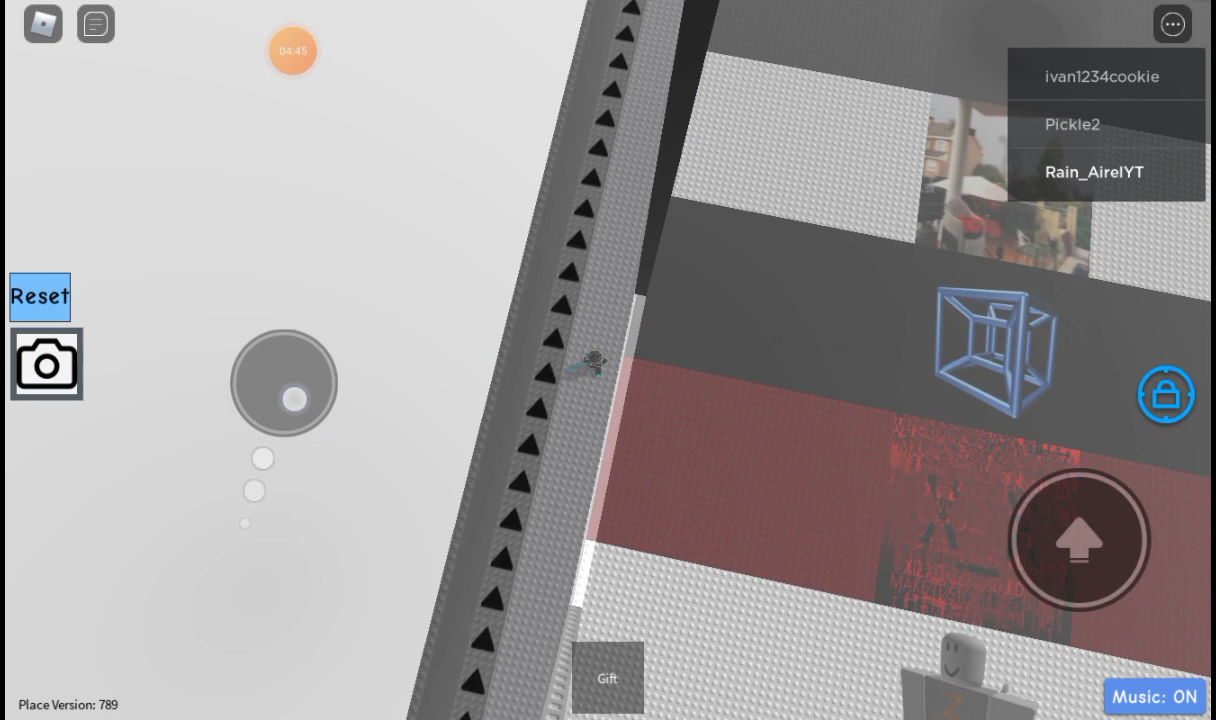 04:45
ivan1234cookie
Pickle2
Rain_AirelYT
Reset
Gift
Music: ON
Place Version: 789